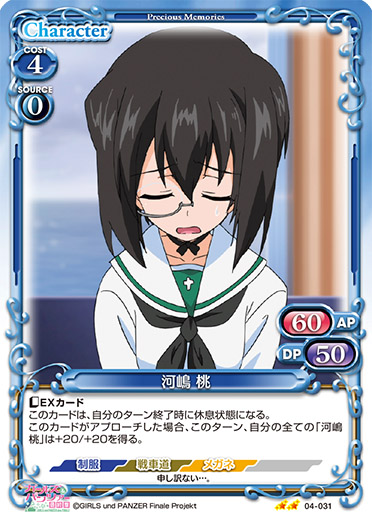 Precious Memories
Character
COST
4
SOURCE
0
60 AP
DP 50
河嶋 桃
EXカード
このカードは、自分のターン終了時に休息状態になる。
このカードがアプローチした場合、このターン、自分の全ての「河嶋
桃」は+20/+20を得る。
制服 戦車道 メガネ
申し訳ない…。
©GIRLS und PANZER Finale Projekt
04-031